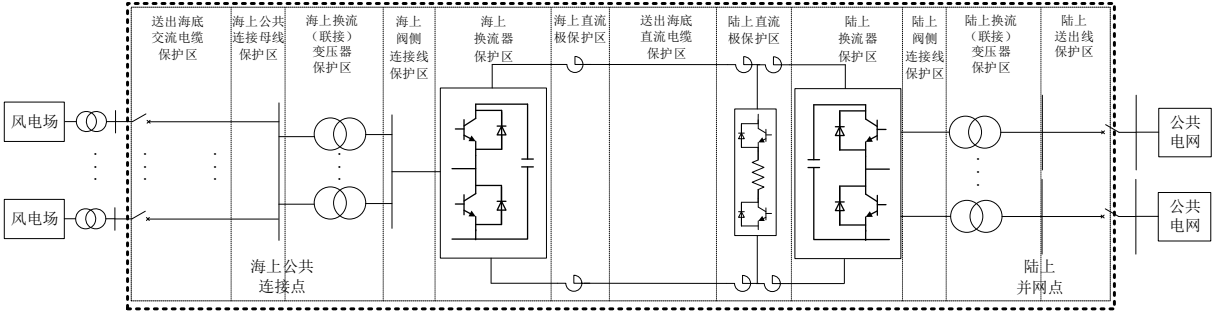 送出海底
交流电缆
保护区
海上公共
连接母线
保护区
海上换流
（联接）
变压器
保护区
海上
阀侧
连接线
保护区
海上
换流器
保护区
海上直流
极保护区
送出海底
直流电缆
保护区
陆上直流
极保护区
陆上
换流器
保护区
陆上
阀侧
连接线
保护区
陆上换流
（联接）
变压器
保护区
陆上
送出线
保护区
风电场
风电场
公共
电网
公共
电网
海上公共
连接点
陆上
并网点